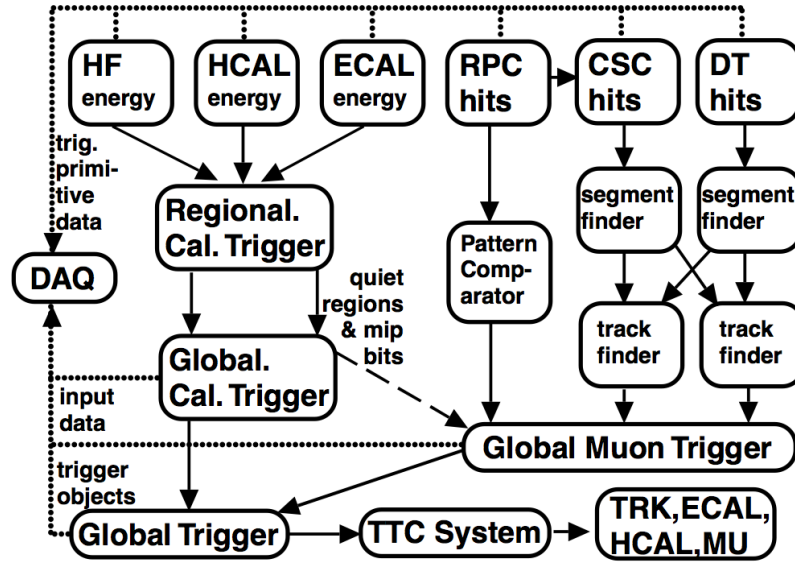 HF
energy
HCAL
energy
ECAL
energy
RPC
hits
CSC
hits
DT
hits
trig.
primi-
tive
data
Regional.
Cal. Trigger
segment
finder
segment
finder
Pattern
Comp-
arator
DAQ
quiet
regions
& mip
bits
track
finder
track
finder
Global.
Cal. Trigger
input
data
Global Muon Trigger
trigger
objects
Global Trigger
TTC System
TRK,ECAL,
HCAL,MU